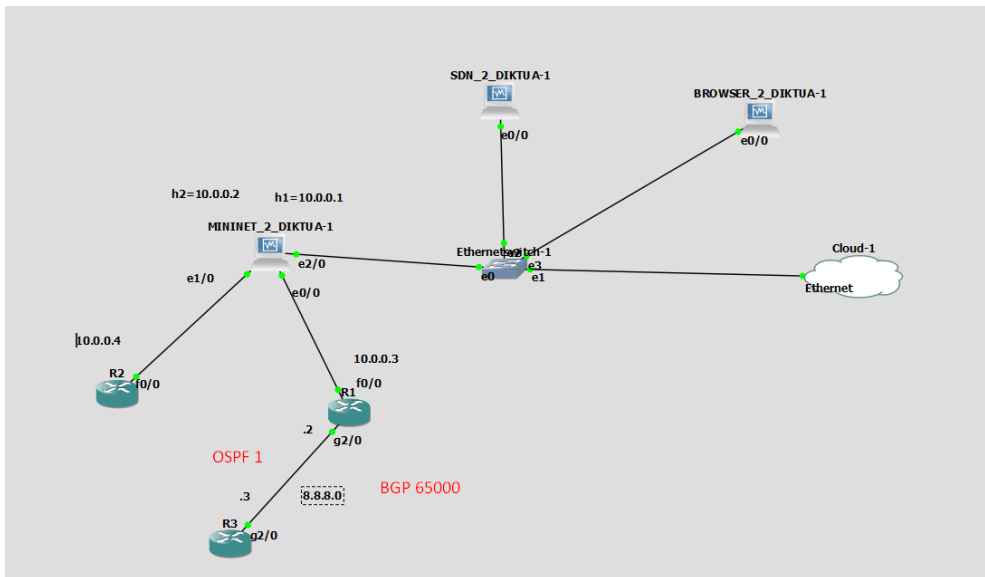 SDN_2_DIKTUA-1
BROWSER_2_DIKTUA-1
e0/0
e0/0
h2=10.0.0.2
h1=10.0.0.1
MININET_2_DIKTUA-1
Ethernetswitch-1
Cloud-1
e2/0
e3
e1/0
e0
e1
e0/0
Ethernet
10.0.0.4
10.0.0.3
R2
f0/0
f0/0
R1
.2
g2/0
OSPF 1
BGP 65000
.3
8.8.8.0
R3
g2/0